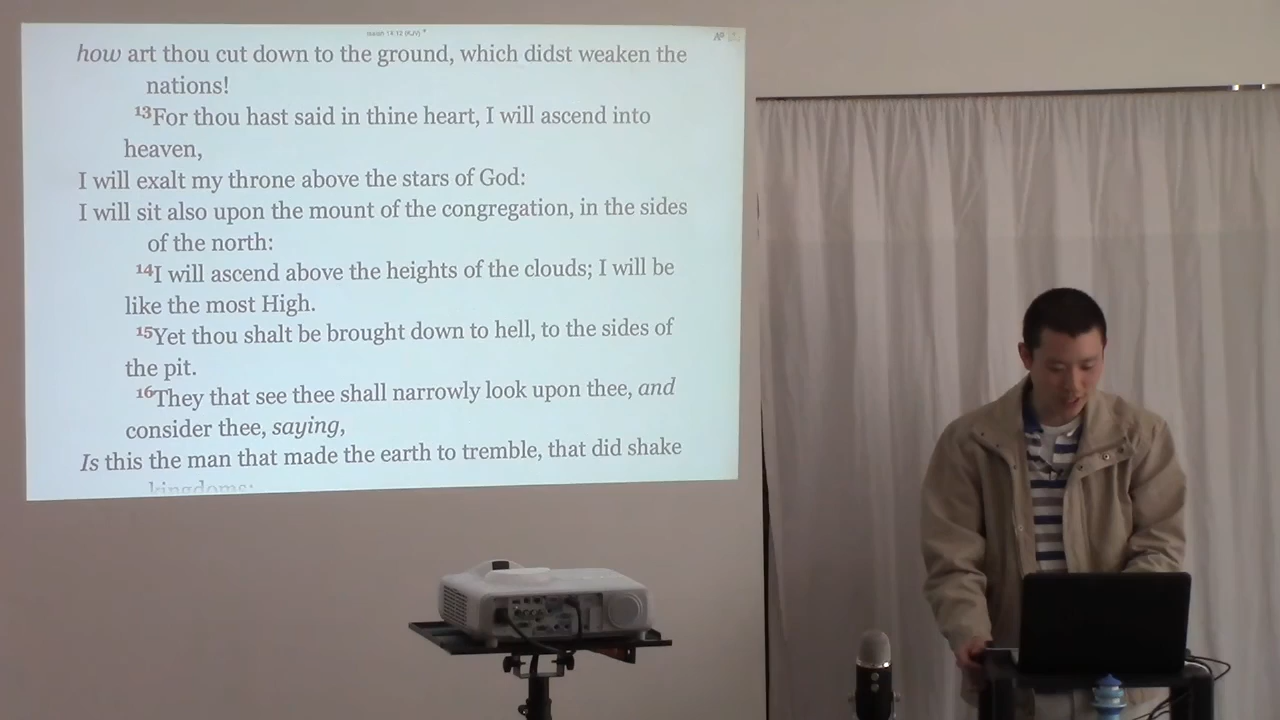 Isaiah 14:12 (KJV)
how art thou cut down to the ground, which didst weaken the
nations!
13For thou hast said in thine heart, I will ascend into
heaven,
I will exalt my throne above the stars of God:
I will sit also upon the mount of the congregation, in the sides
of the north:
14I will ascend above the heights of the clouds; I will be
like the most High.
15Yet thou shalt be brought down to hell, to the sides of
the pit.
16They that see thee shall narrowly look upon thee, and
consider thee, saying,
Is this the man that made the earth to tremble, that did shake
kingdoms;